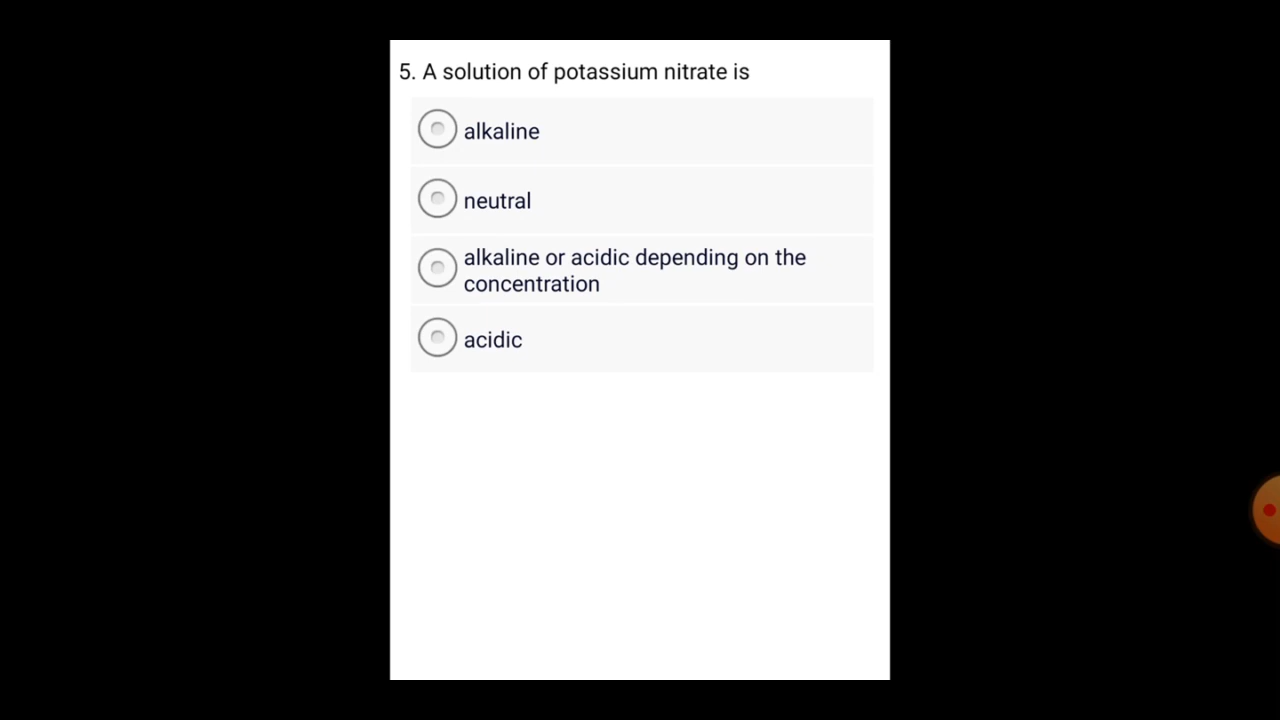 5. A solution of potassium nitrate is
alkaline
neutral
alkaline or acidic depending on the
concentration
acidic